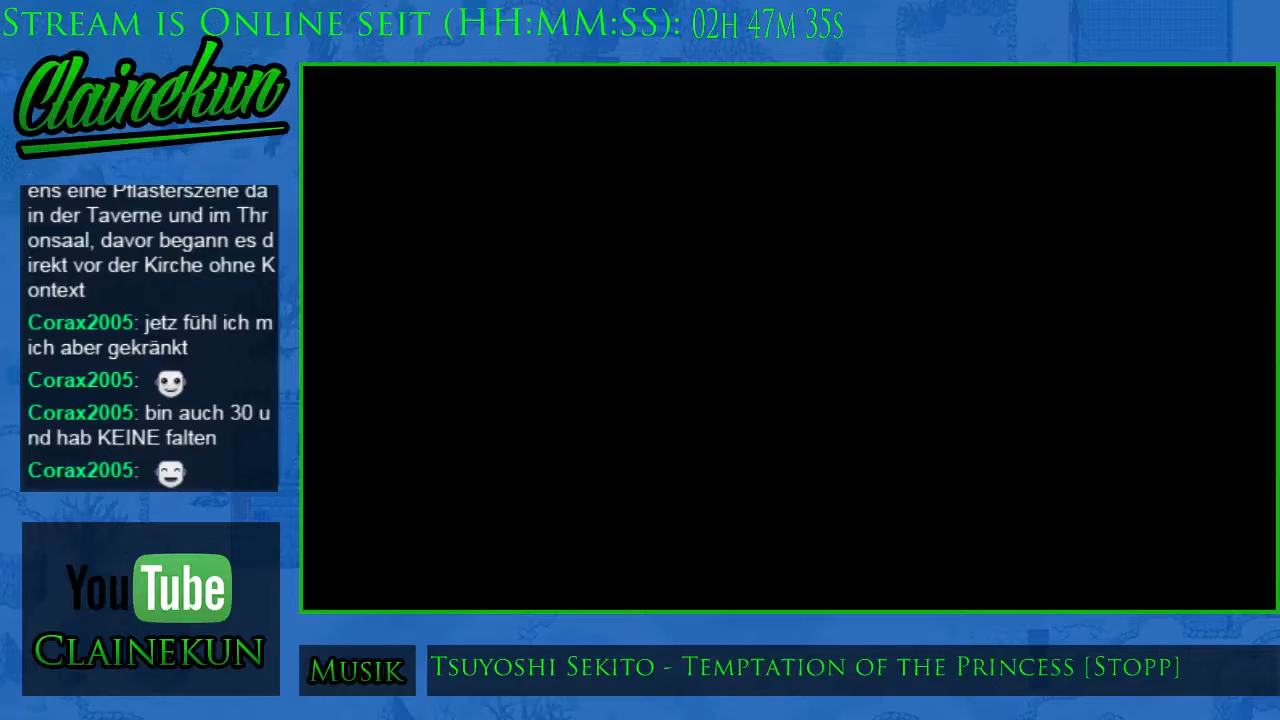 Stream is Online seit (HH:MM:SS): 02h 47m 35s
Clainekun
ens eine Pflasterszene da
in der Taverne und im Thr
onsaal, davor begann es d
irekt vor der Kirche ohne K
ontext
Corax2005: jetz fühl ich m
ich aber gekränkt
Corax2005:
Corax2005: bin auch 30 u
nd hab KEINE falten
Corax2005:
YouTube
Clainekun
Musik
Tsuyoshi Sekito - Temptation of the Princess [Stopp]